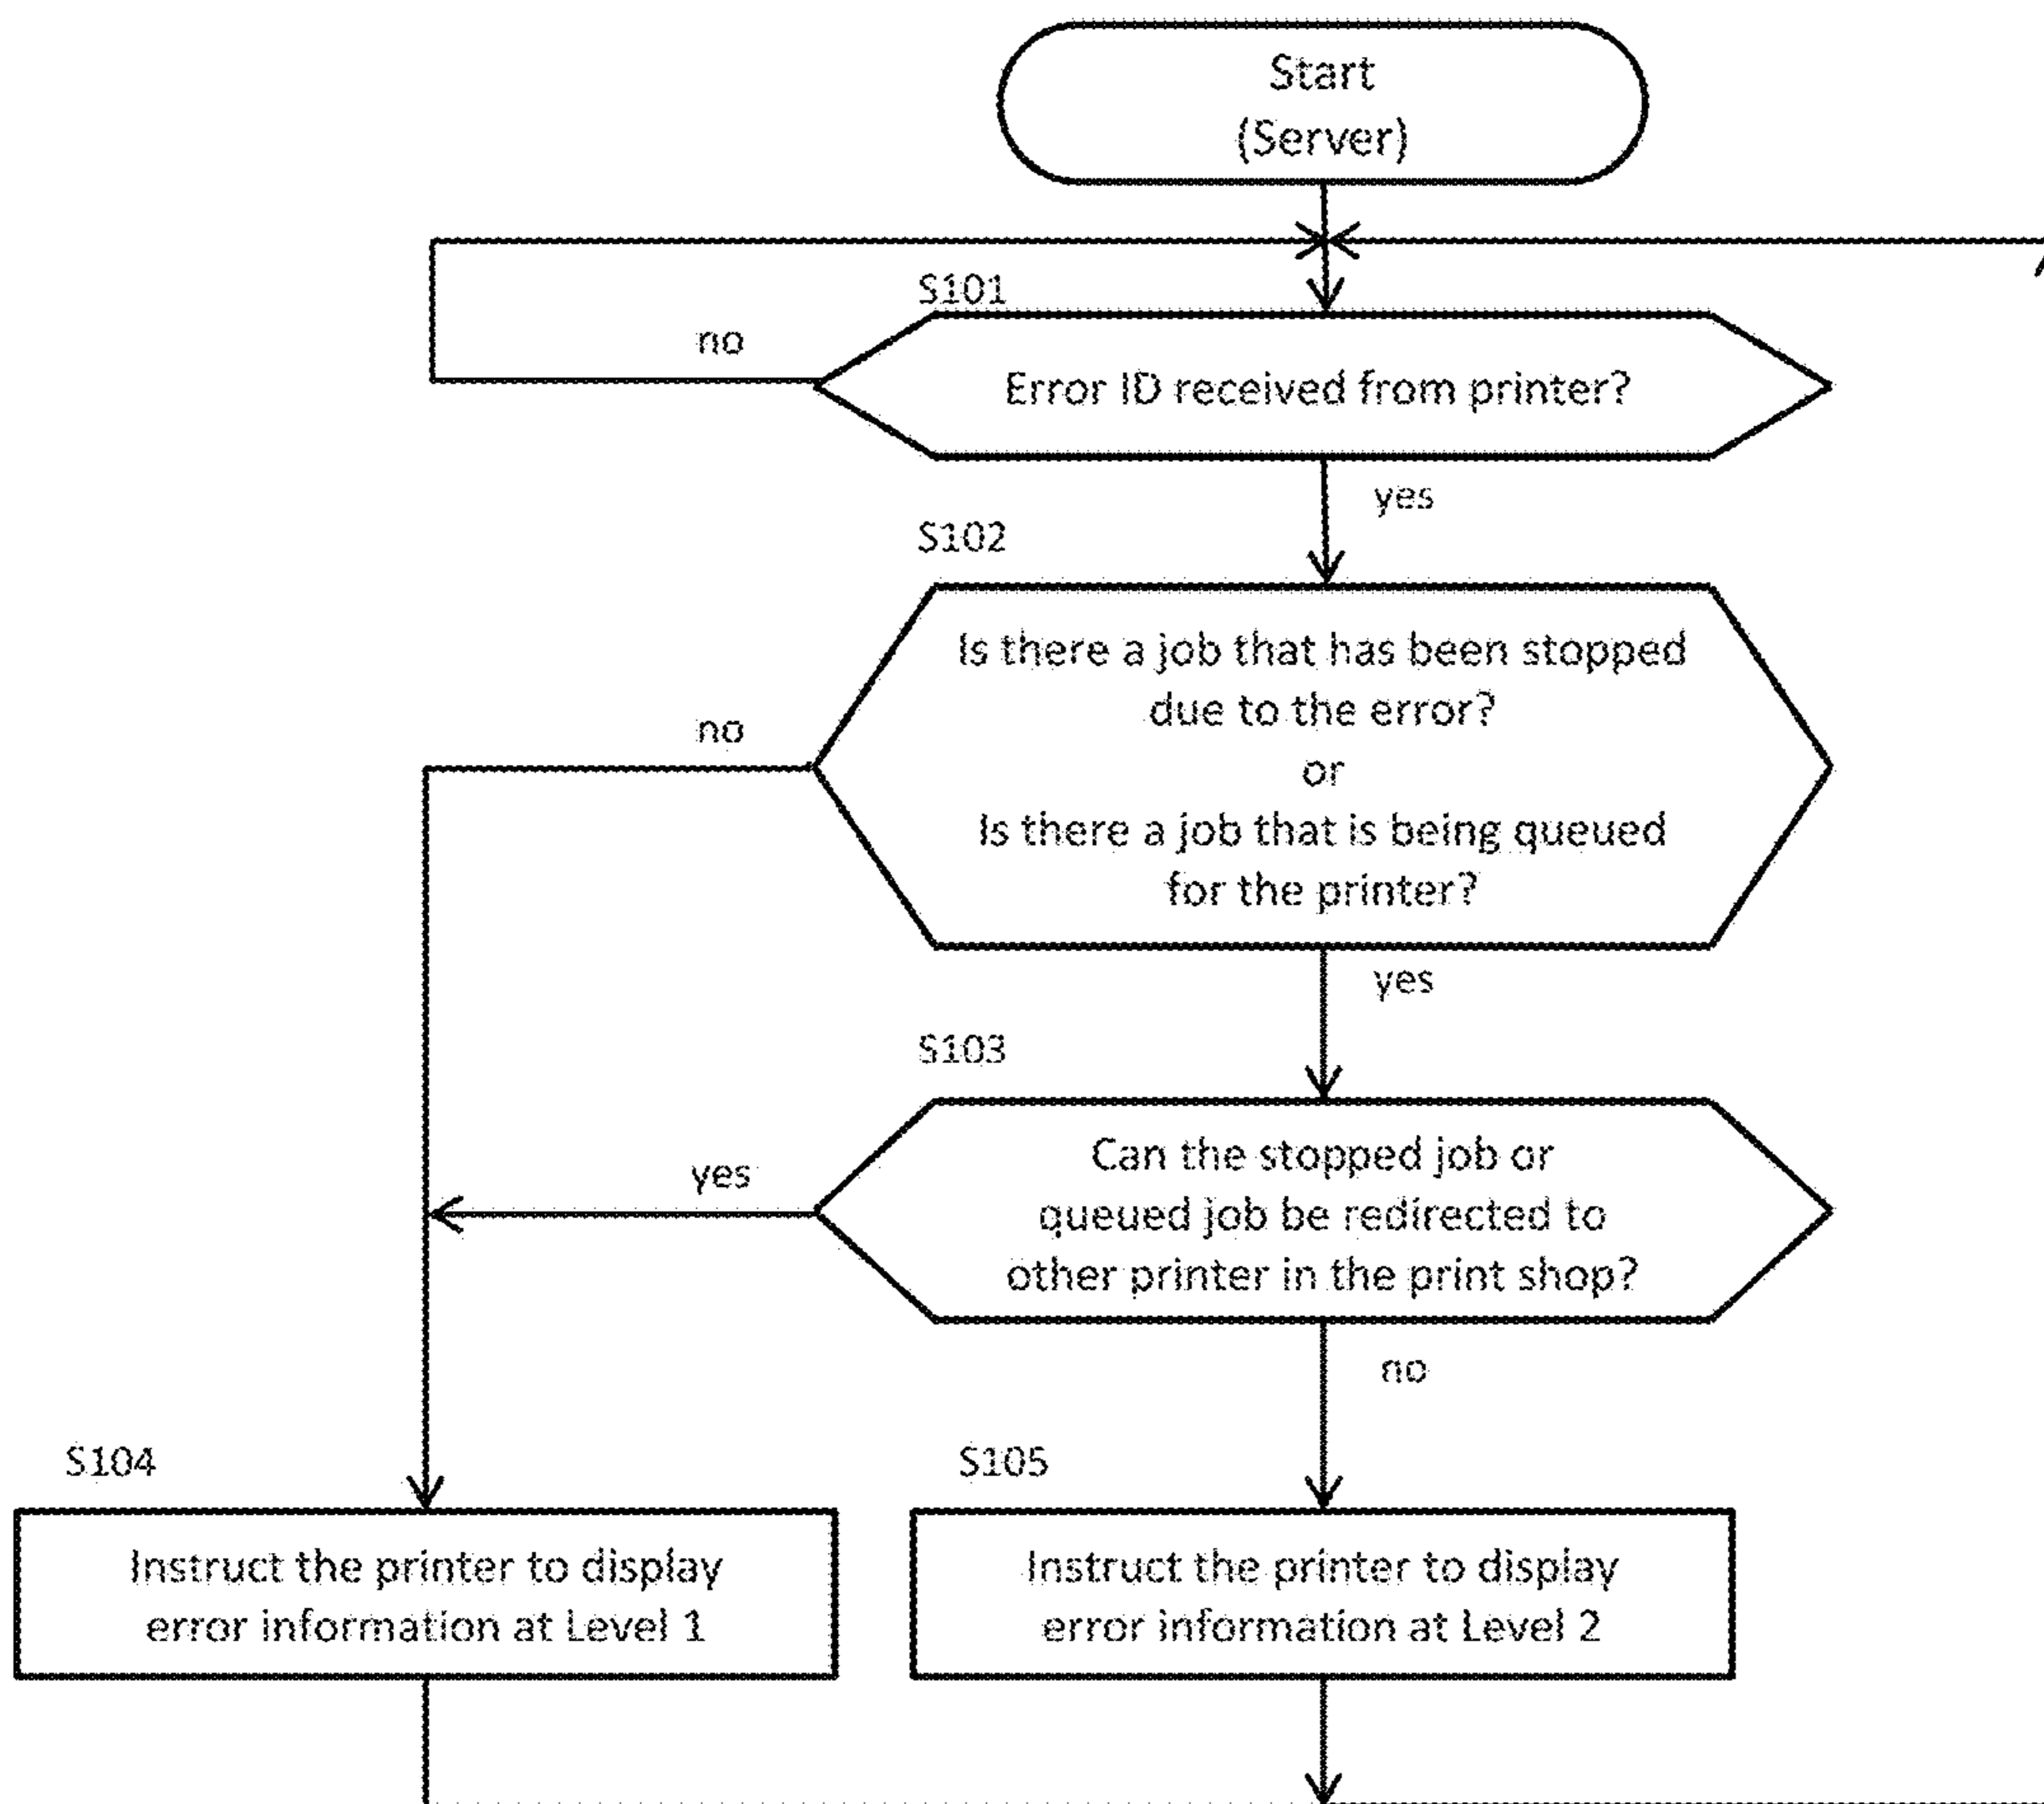 Start
(Server)
S101
no
Error ID received from printer?
yes
S102
Is there a job that has been stopped
due to the error?
no
or
Is there a job that is being queued
for the printer?
yes
S103
Can the stopped job or
yes
queued job be redirected to
other printer in the print shop?
no
S104
S105
Instruct the printer to display
error information at Level 1
Instruct the printer to display
error information at Level 2